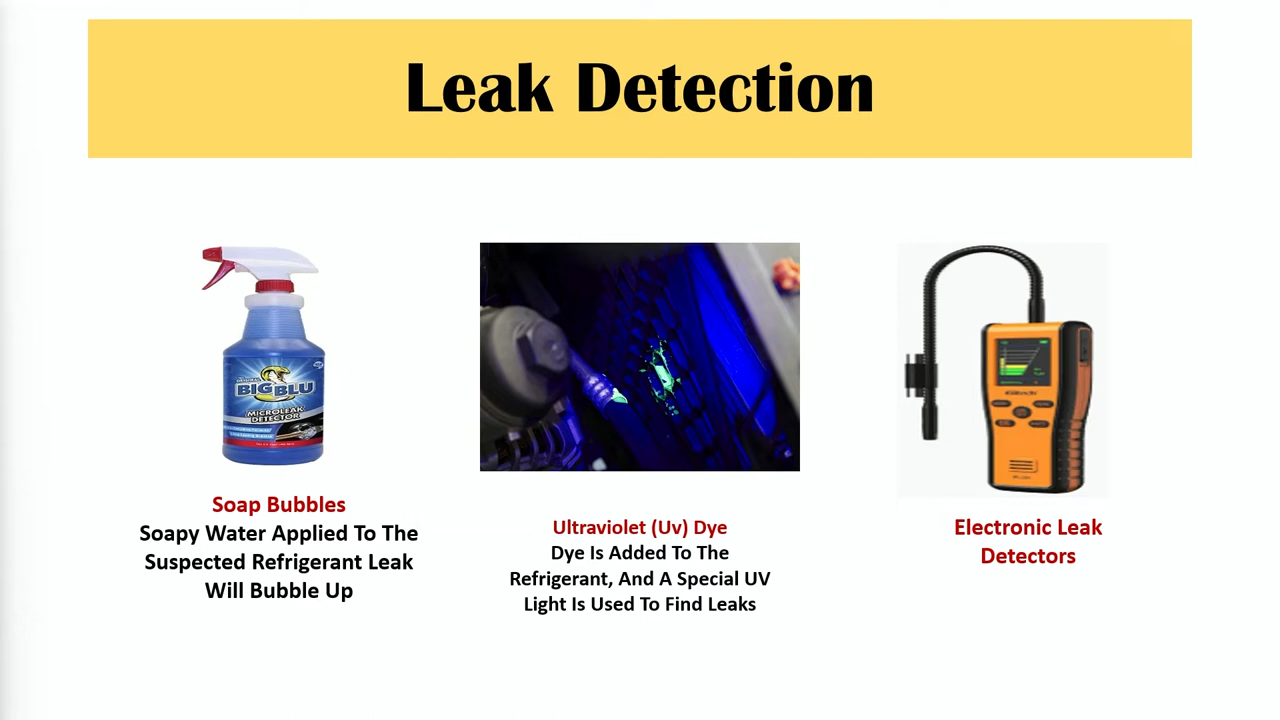 Leak Detection
BIGBLU
MICROLEAK
DETECTOR
Soap Bubbles
Soapy Water Applied To The
Suspected Refrigerant Leak
Will Bubble Up
Ultraviolet (Uv) Dye
Dye Is Added To The
Refrigerant, And A Special UV
Light Is Used To Find Leaks
Electronic Leak
Detectors